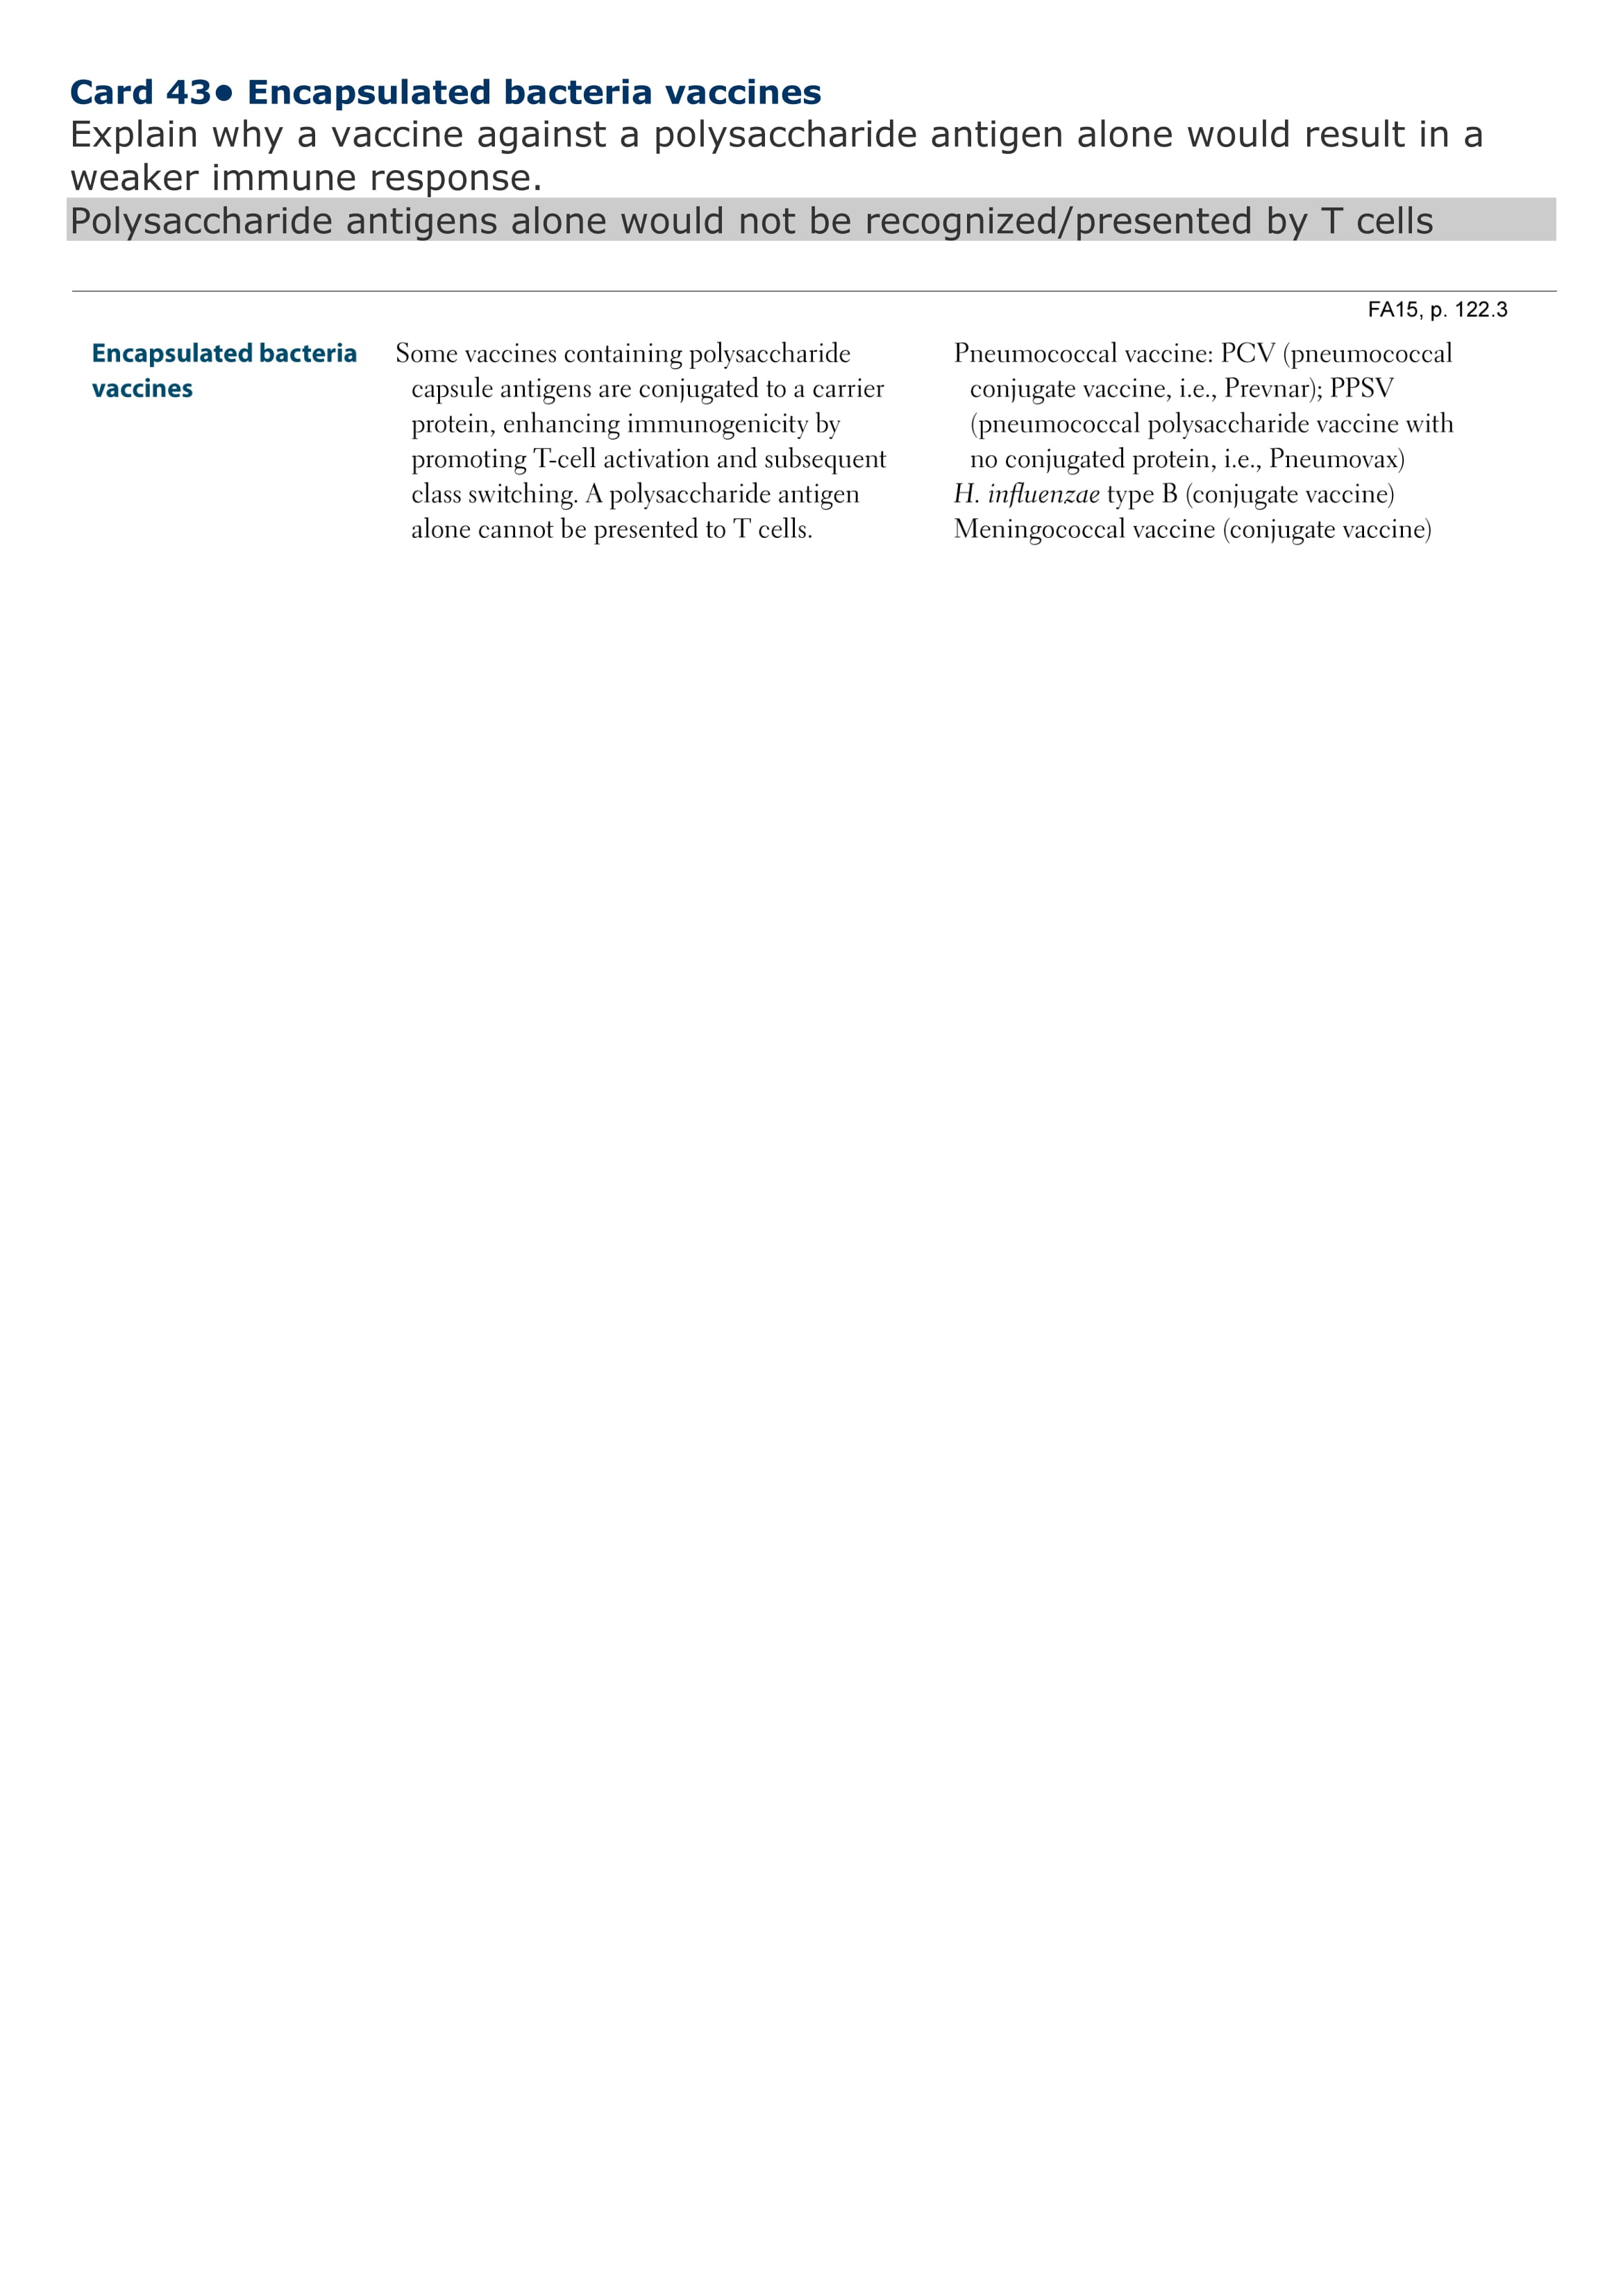 Card 43• Encapsulated bacteria vaccines
Explain why a vaccine against a polysaccharide antigen alone would result in a
weaker immune response.
Polysaccharide antigens alone would not be recognized/presented by T cells
FA15, p. 122.3
Encapsulated bacteria
vaccines
Some vaccines containing polysaccharide
capsule antigens are conjugated to a carrier
protein, enhancing immunogenicity by
promoting T-cell activation and subsequent
class switching. A polysaccharide antigen
alone cannot be presented to T cells.
Pneumococcal vaccine: PCV (pneumococcal
conjugate vaccine, i.e., Prevnar); PPSV
(pneumococcal polysaccharide vaccine with
no conjugated protein, i.e., Pneumovax)
H. influenzae type B (conjugate vaccine)
Meningococcal vaccine (conjugate vaccine)